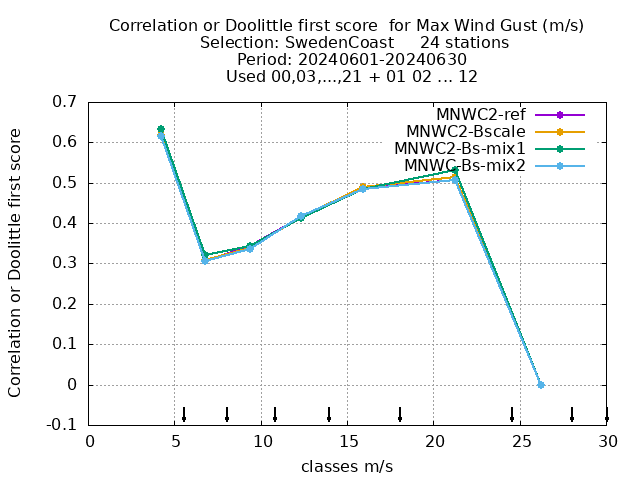 Correlation or Doolittle first score  for Max Wind Gust (m/s)
Selection: SwedenCoast     24 stations
Period: 20240601-20240630
Used 00,03,...,21 + 01 02 ... 12
Correlation or Doolittle first score
0.7
0.6
0.5
0.4
0.3
0.2
0.1
0
-0.1
MNWC2-ref
MNWC2-Bscale
MNWC2-Bs-mix1
MNWC-Bs-mix2
0 5 10 15 20 25 30
classes m/s